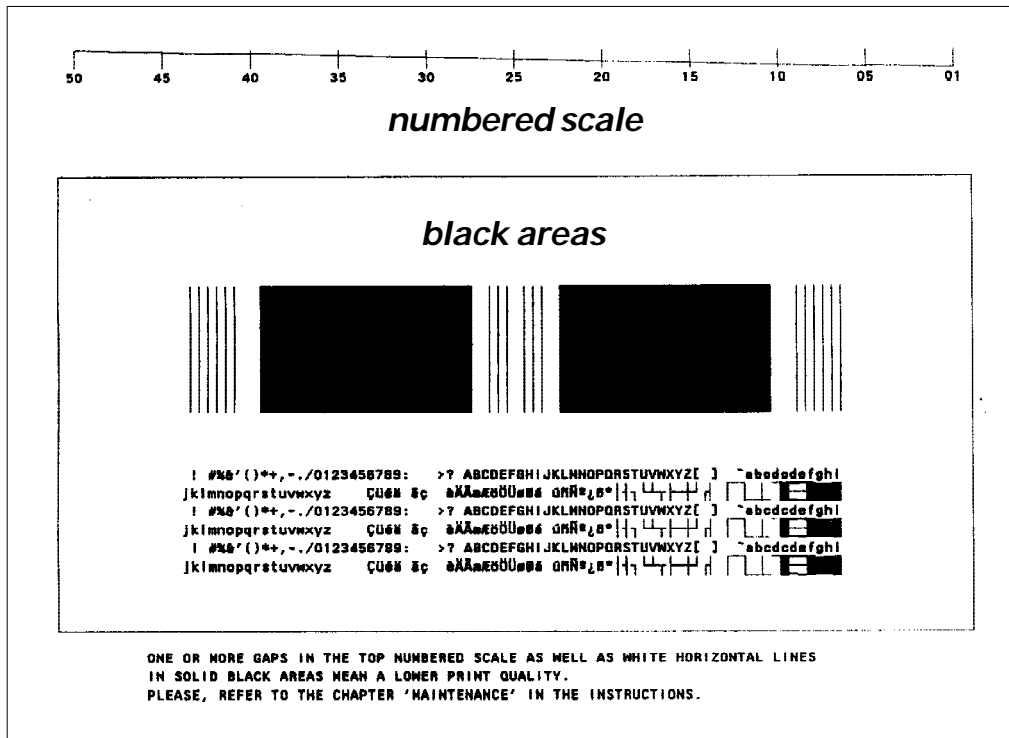 50 45 40 35 30 25 20 15 10 05 01
numbered scale
black areas
! #%&'()*+,-./0123456789: >? ABCDEFGHIJKLMNOPQRSTUVWXYZ[ ] ~abcdcdefghi
jklmnopqrstuvwxyz
! #%&'()*+,-./0123456789: >? ABCDEFGHIJKLMNOPQRSTUVWXYZ[ ] ~abcdcdefghi
jklmnopqrstuvwxyz
! #%&'()*+,-./0123456789: >? ABCDEFGHIJKLMNOPQRSTUVWXYZ[ ] ~abcdcdefghi
jklmnopqrstuvwxyz
ONE OR MORE GAPS IN THE TOP NUMBERED SCALE AS WELL AS WHITE HORIZONTAL LINES
IN SOLID BLACK AREAS MEAN A LOWER PRINT QUALITY.
PLEASE, REFER TO THE CHAPTER 'MAINTENANCE' IN THE INSTRUCTIONS.